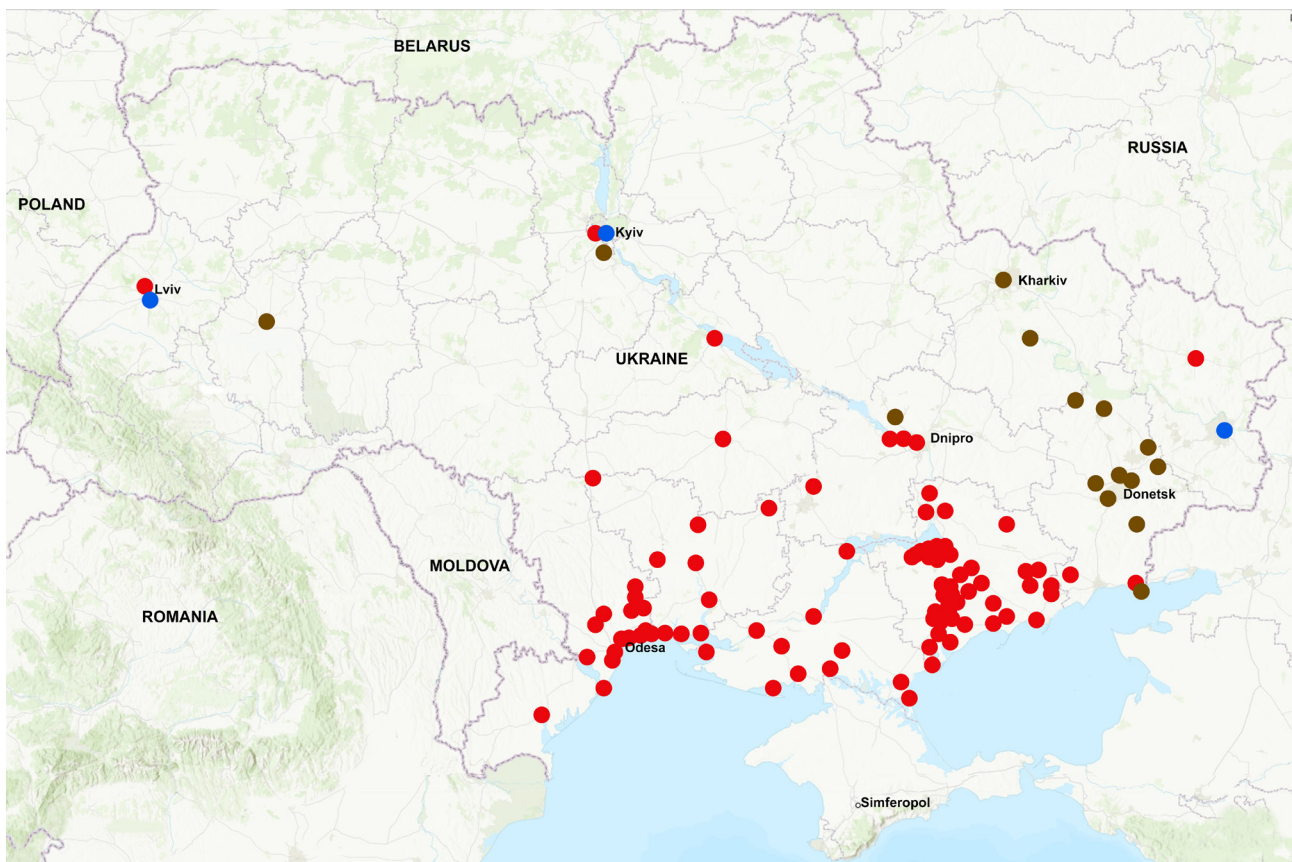 BELARUS
RUSSIA
POLAND
Kyiv
Kharkiv
Lviv
UKRAINE
Dnipro
Donetsk
MOLDOVA
ROMANIA
Odesa
Simferopol